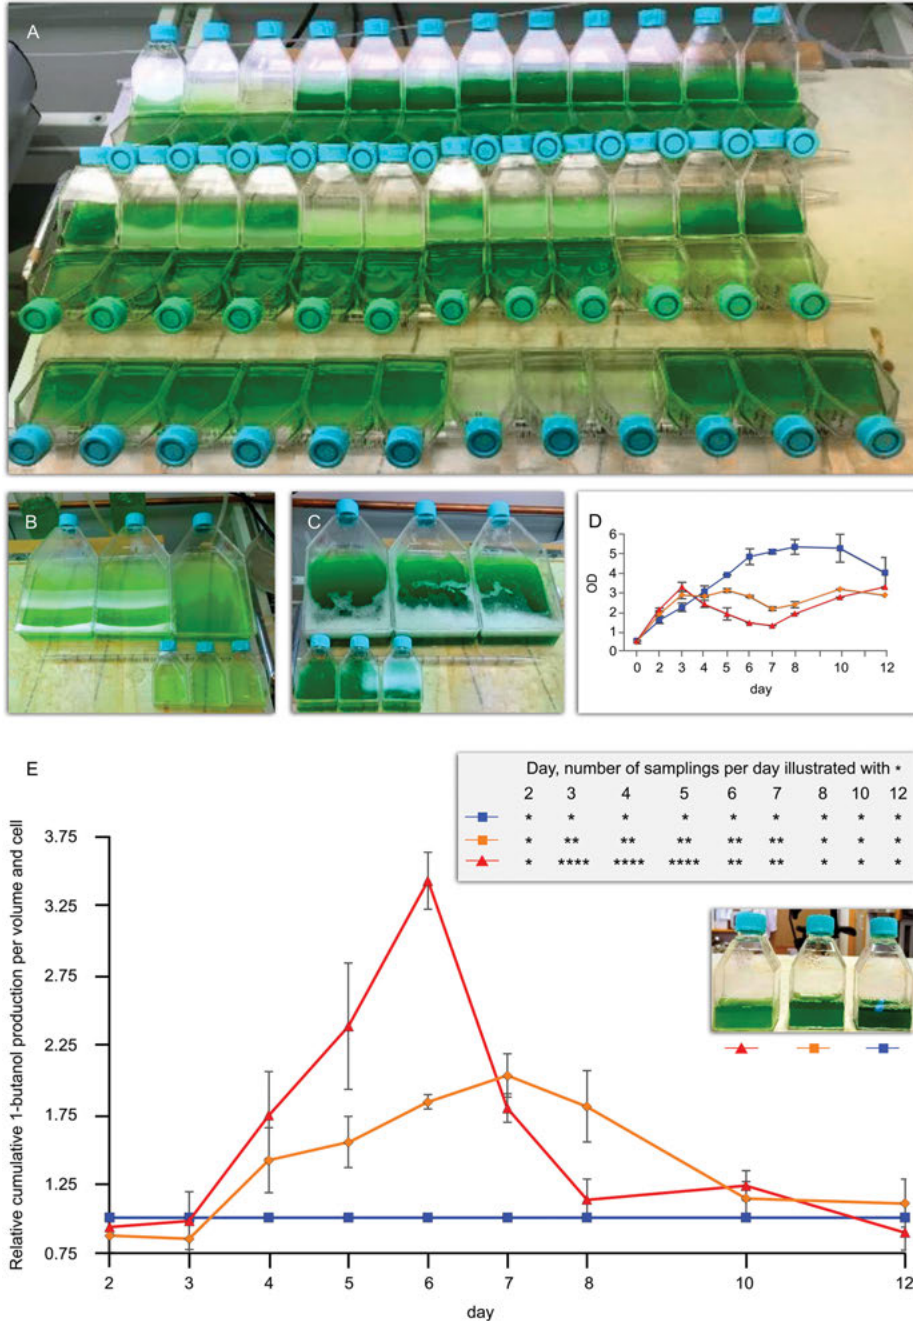 A
B
C
D
OD
6
5
4
3
2
1
0
0 2 3 4 5 6 7 8 10 12
day
E
Day, number of samplings per day illustrated with *
2 3 4 5 6 7 8 10 12
* * * * * * * * *
* ** ** ** ** ** * * *
* **** **** **** ** ** * * *
Relative cumulative 1-butanol production per volume and cell
3.75
3.25
2.75
2.25
1.75
1.25
0.75
2 3 4 5 6 7 8 10 12
day